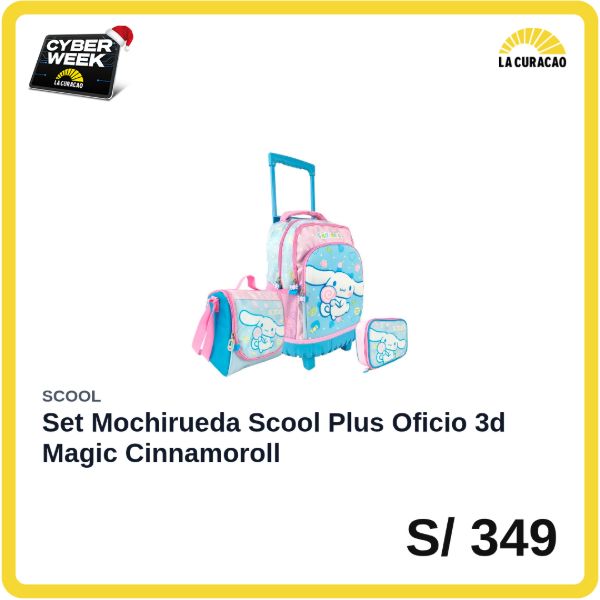 CYBER
WEEK
LA CURACAO
LA CURACAO
SCOOL
Set Mochirueda Scool Plus Oficio 3d
Magic Cinnamoroll
S/ 349